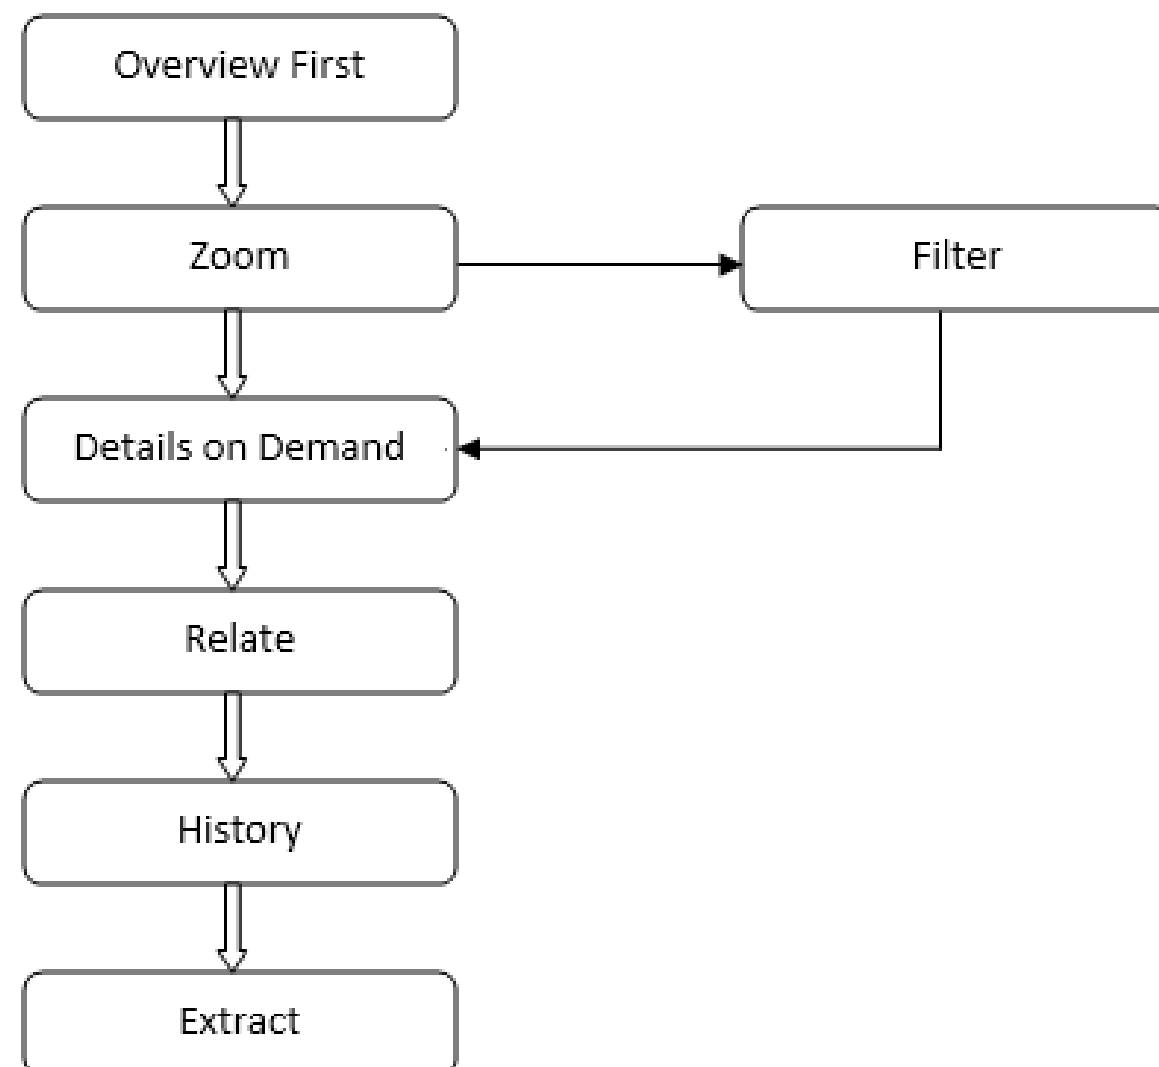 Overview First
Zoom
Filter
Details on Demand
Relate
History
Extract